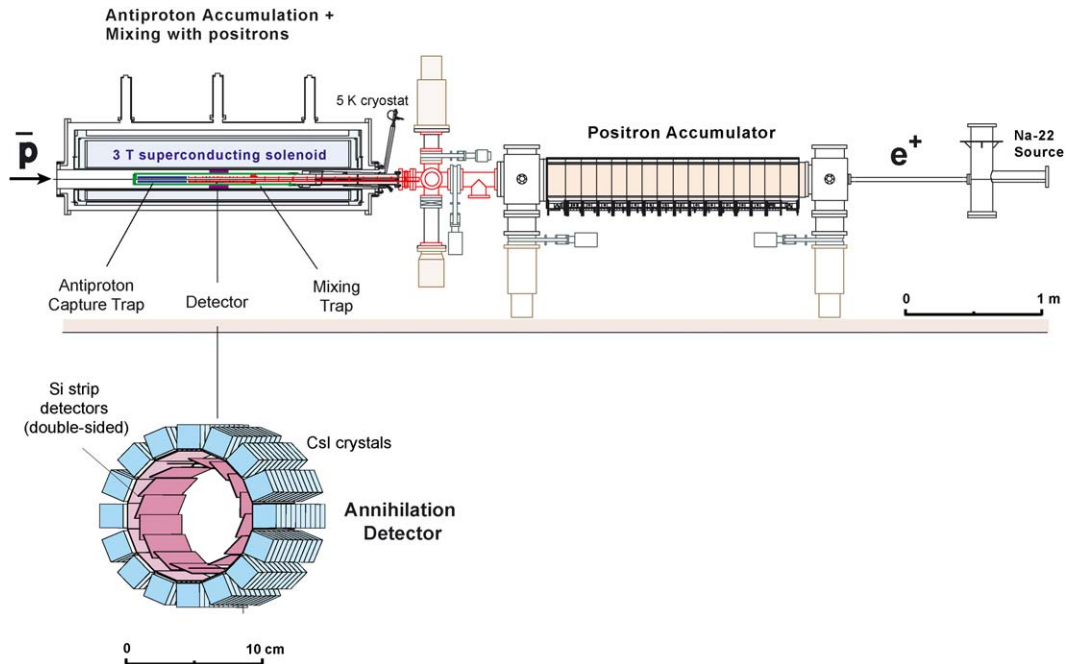 Antiproton Accumulation +
Mixing with positrons
5 K cryostat
p̅
3 T superconducting solenoid
Positron Accumulator
e⁺
Na-22
Source
Antiproton
Capture Trap
Detector
Mixing
Trap
0 1 m
Si strip
detectors
(double-sided)
CsI crystals
Annihilation
Detector
0 10 cm